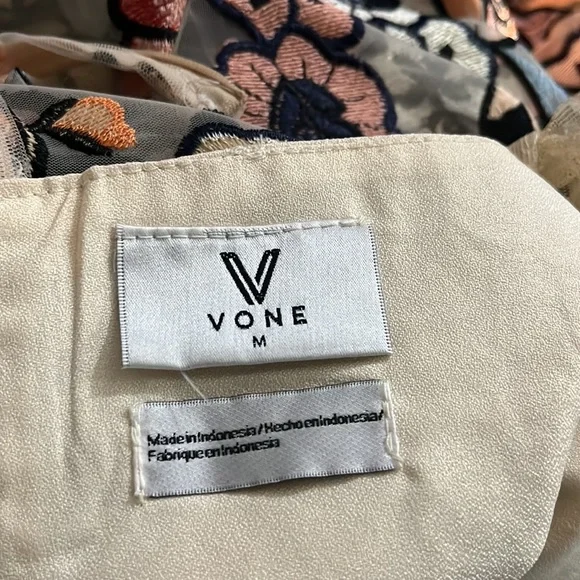 VONE
M
Made in Indonesia / Hecho en Indonesia /
Fabrique en Indonesia